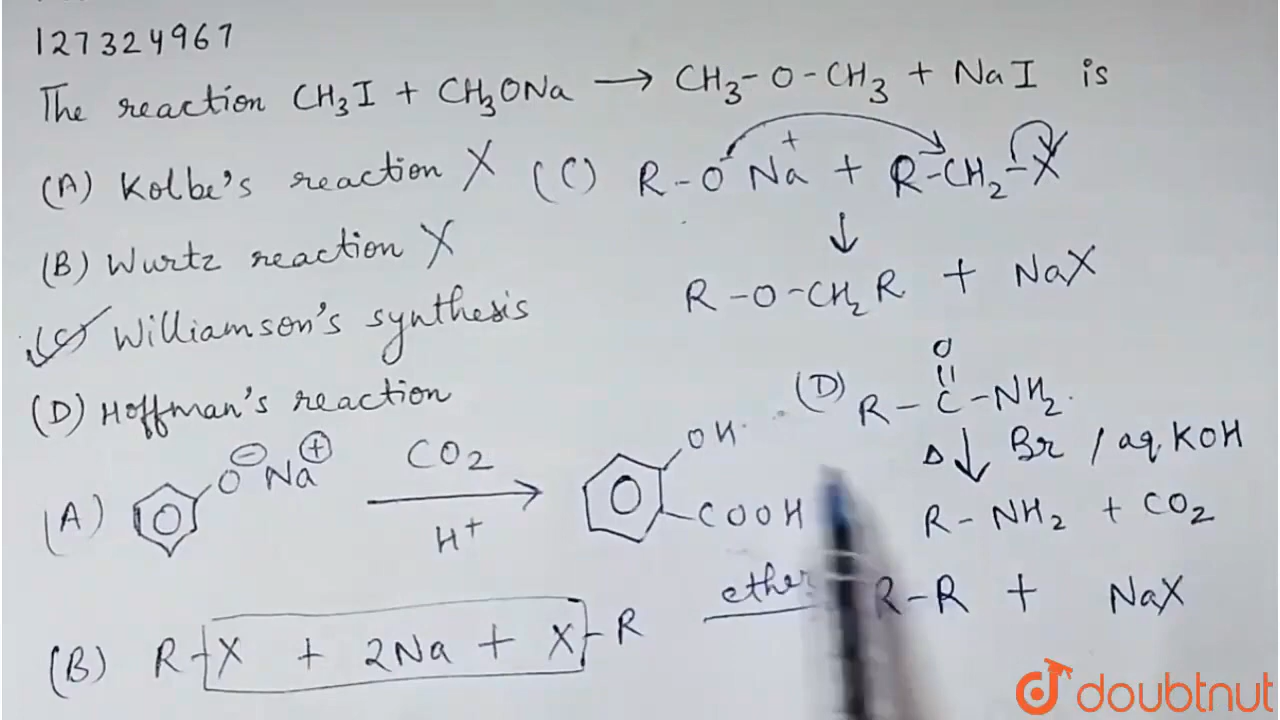 127324967
The reaction CH3I + CH3ONa ⟶ CH3-O-CH3 + NaI is
(A) Kolbe's reaction X
(B) Wurtz reaction X
(C) Williamson's synthesis
(D) Hoffman's reaction
(C) R-O⁻ Na⁺ + R-CH2-X
↓
R-O-CH2R + NaX
(D) R-C(=O)-NH2
Δ ↓ Br / aq. KOH
R-NH2 + CO2
(A) O⊖ Na⊕ CO2 ⟶ H+ OH COOH
(B) R-X + 2Na + X-R ether R-R + NaX
doubtnut